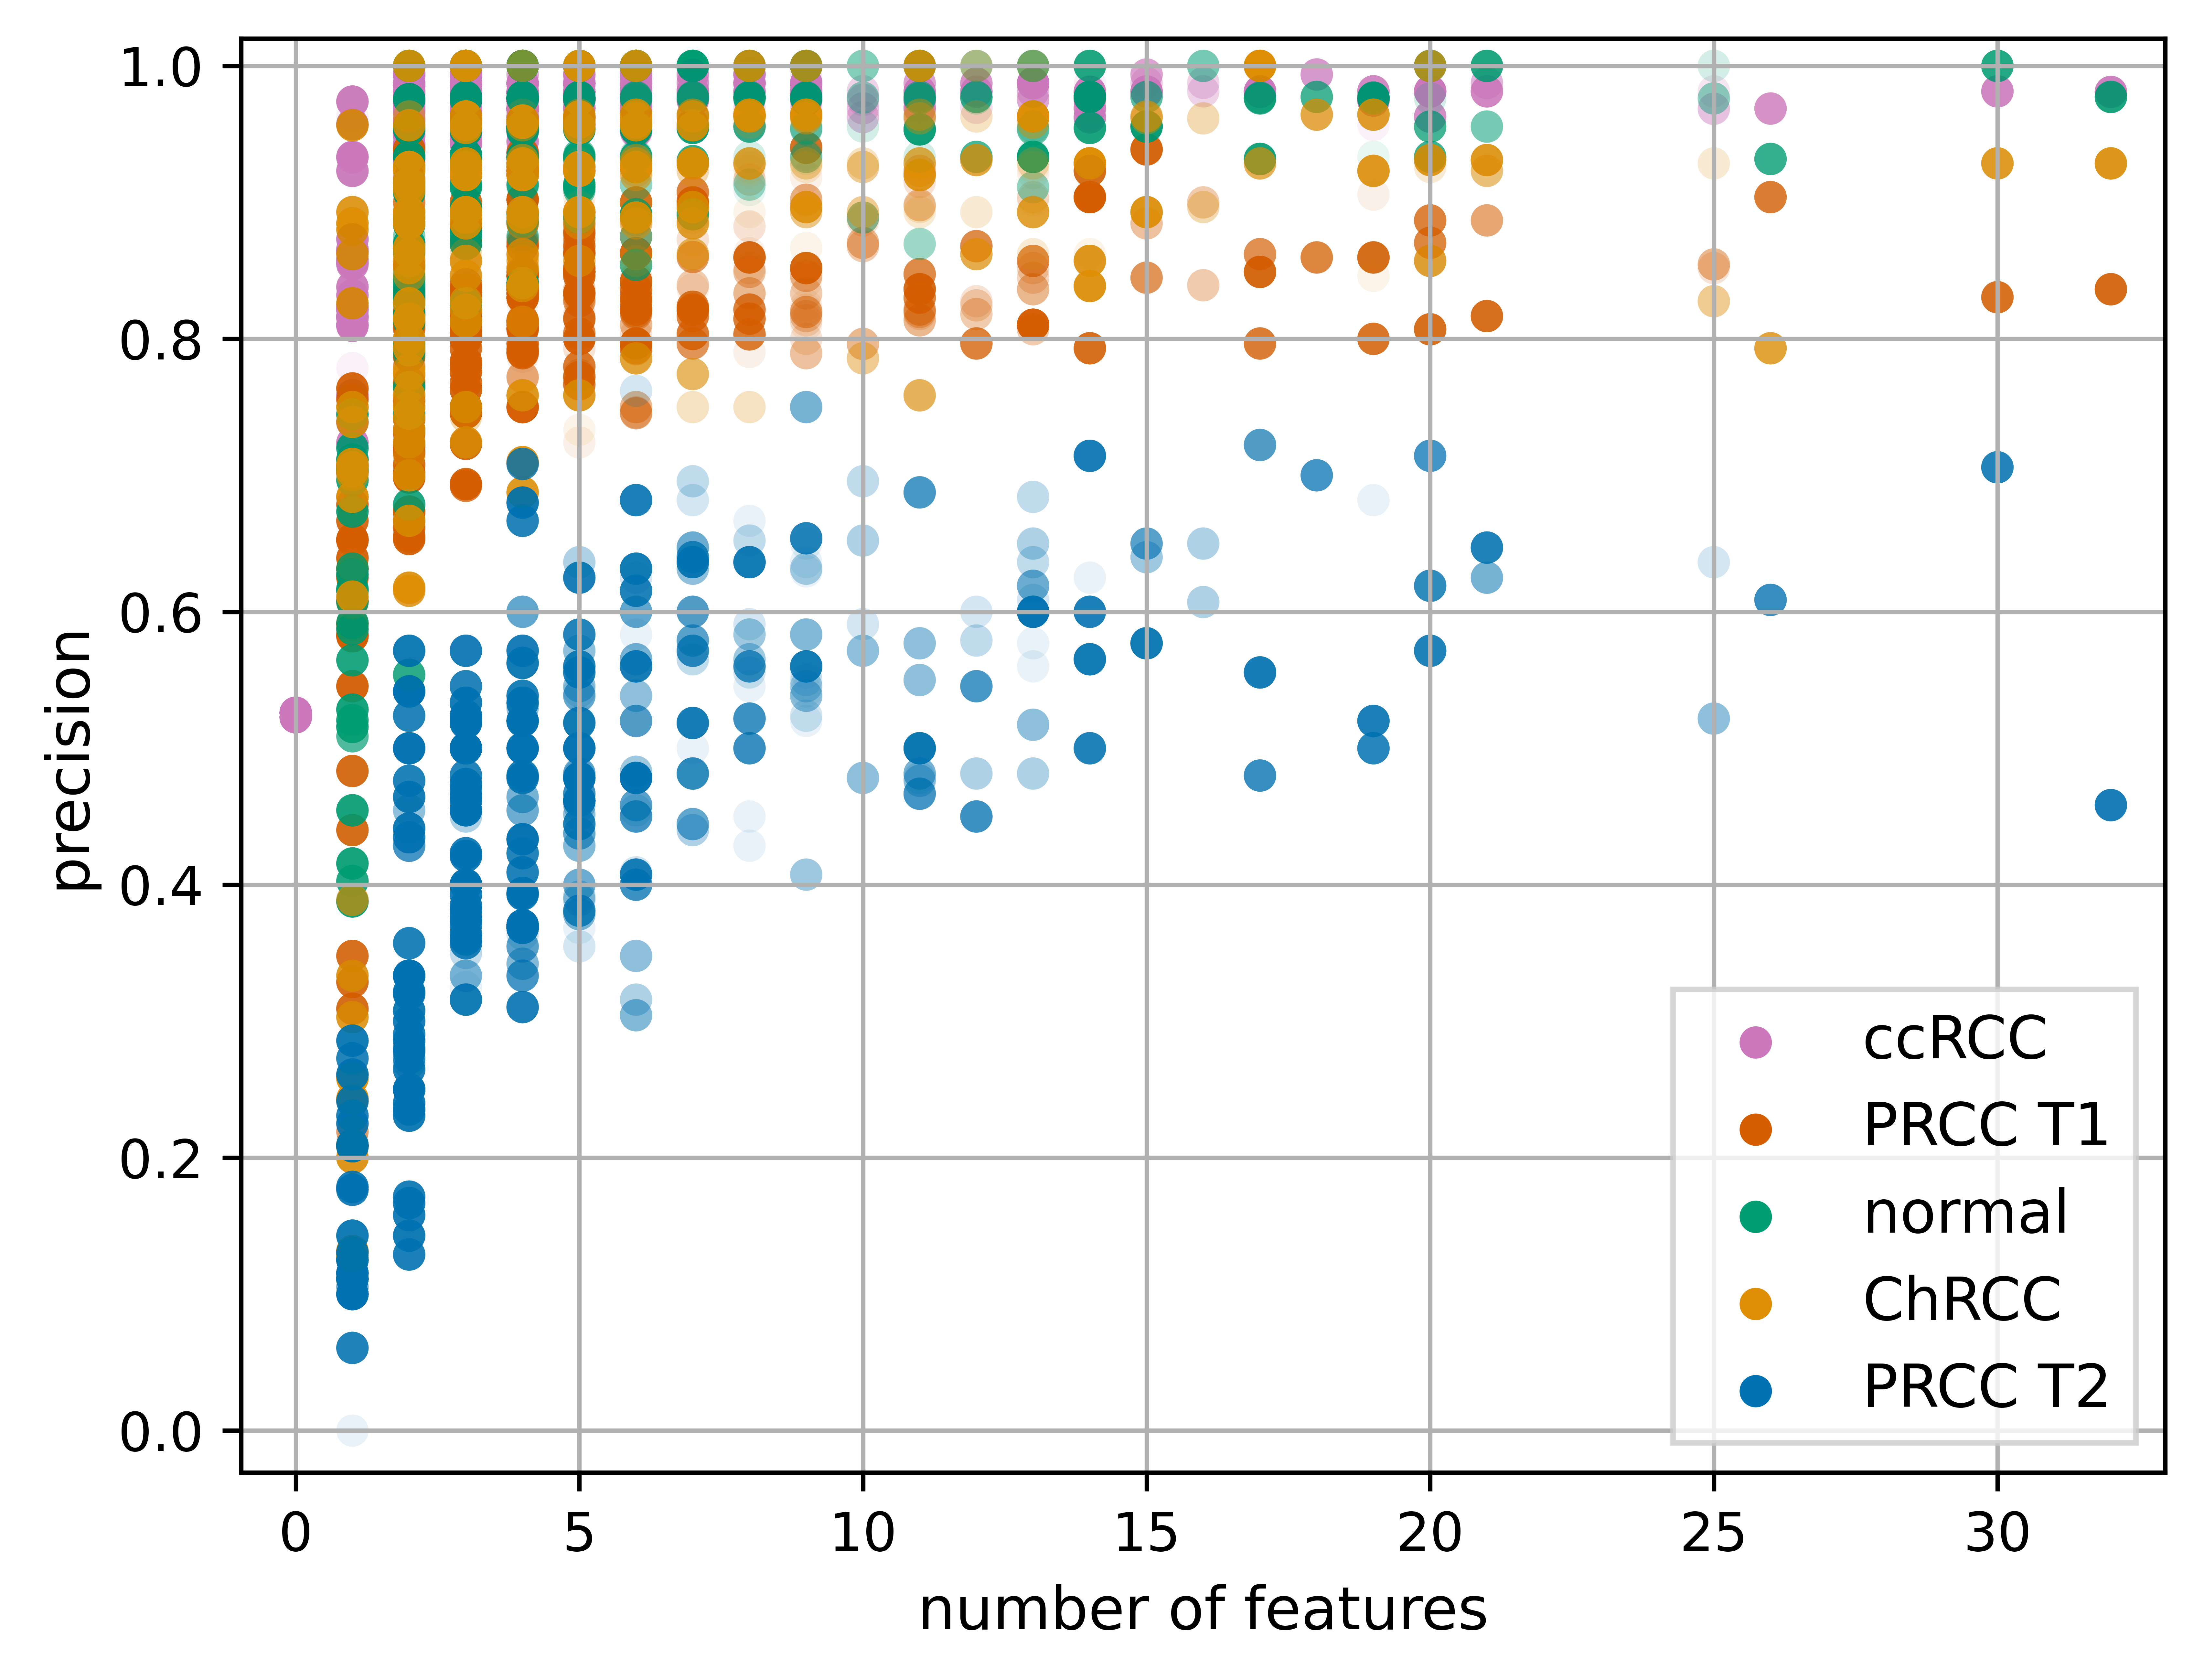 1.0
0.8
0.6
0.4
0.2
0.0
precision
0 5 10 15 20 25 30
number of features
ccRCC
PRCC T1
normal
ChRCC
PRCC T2